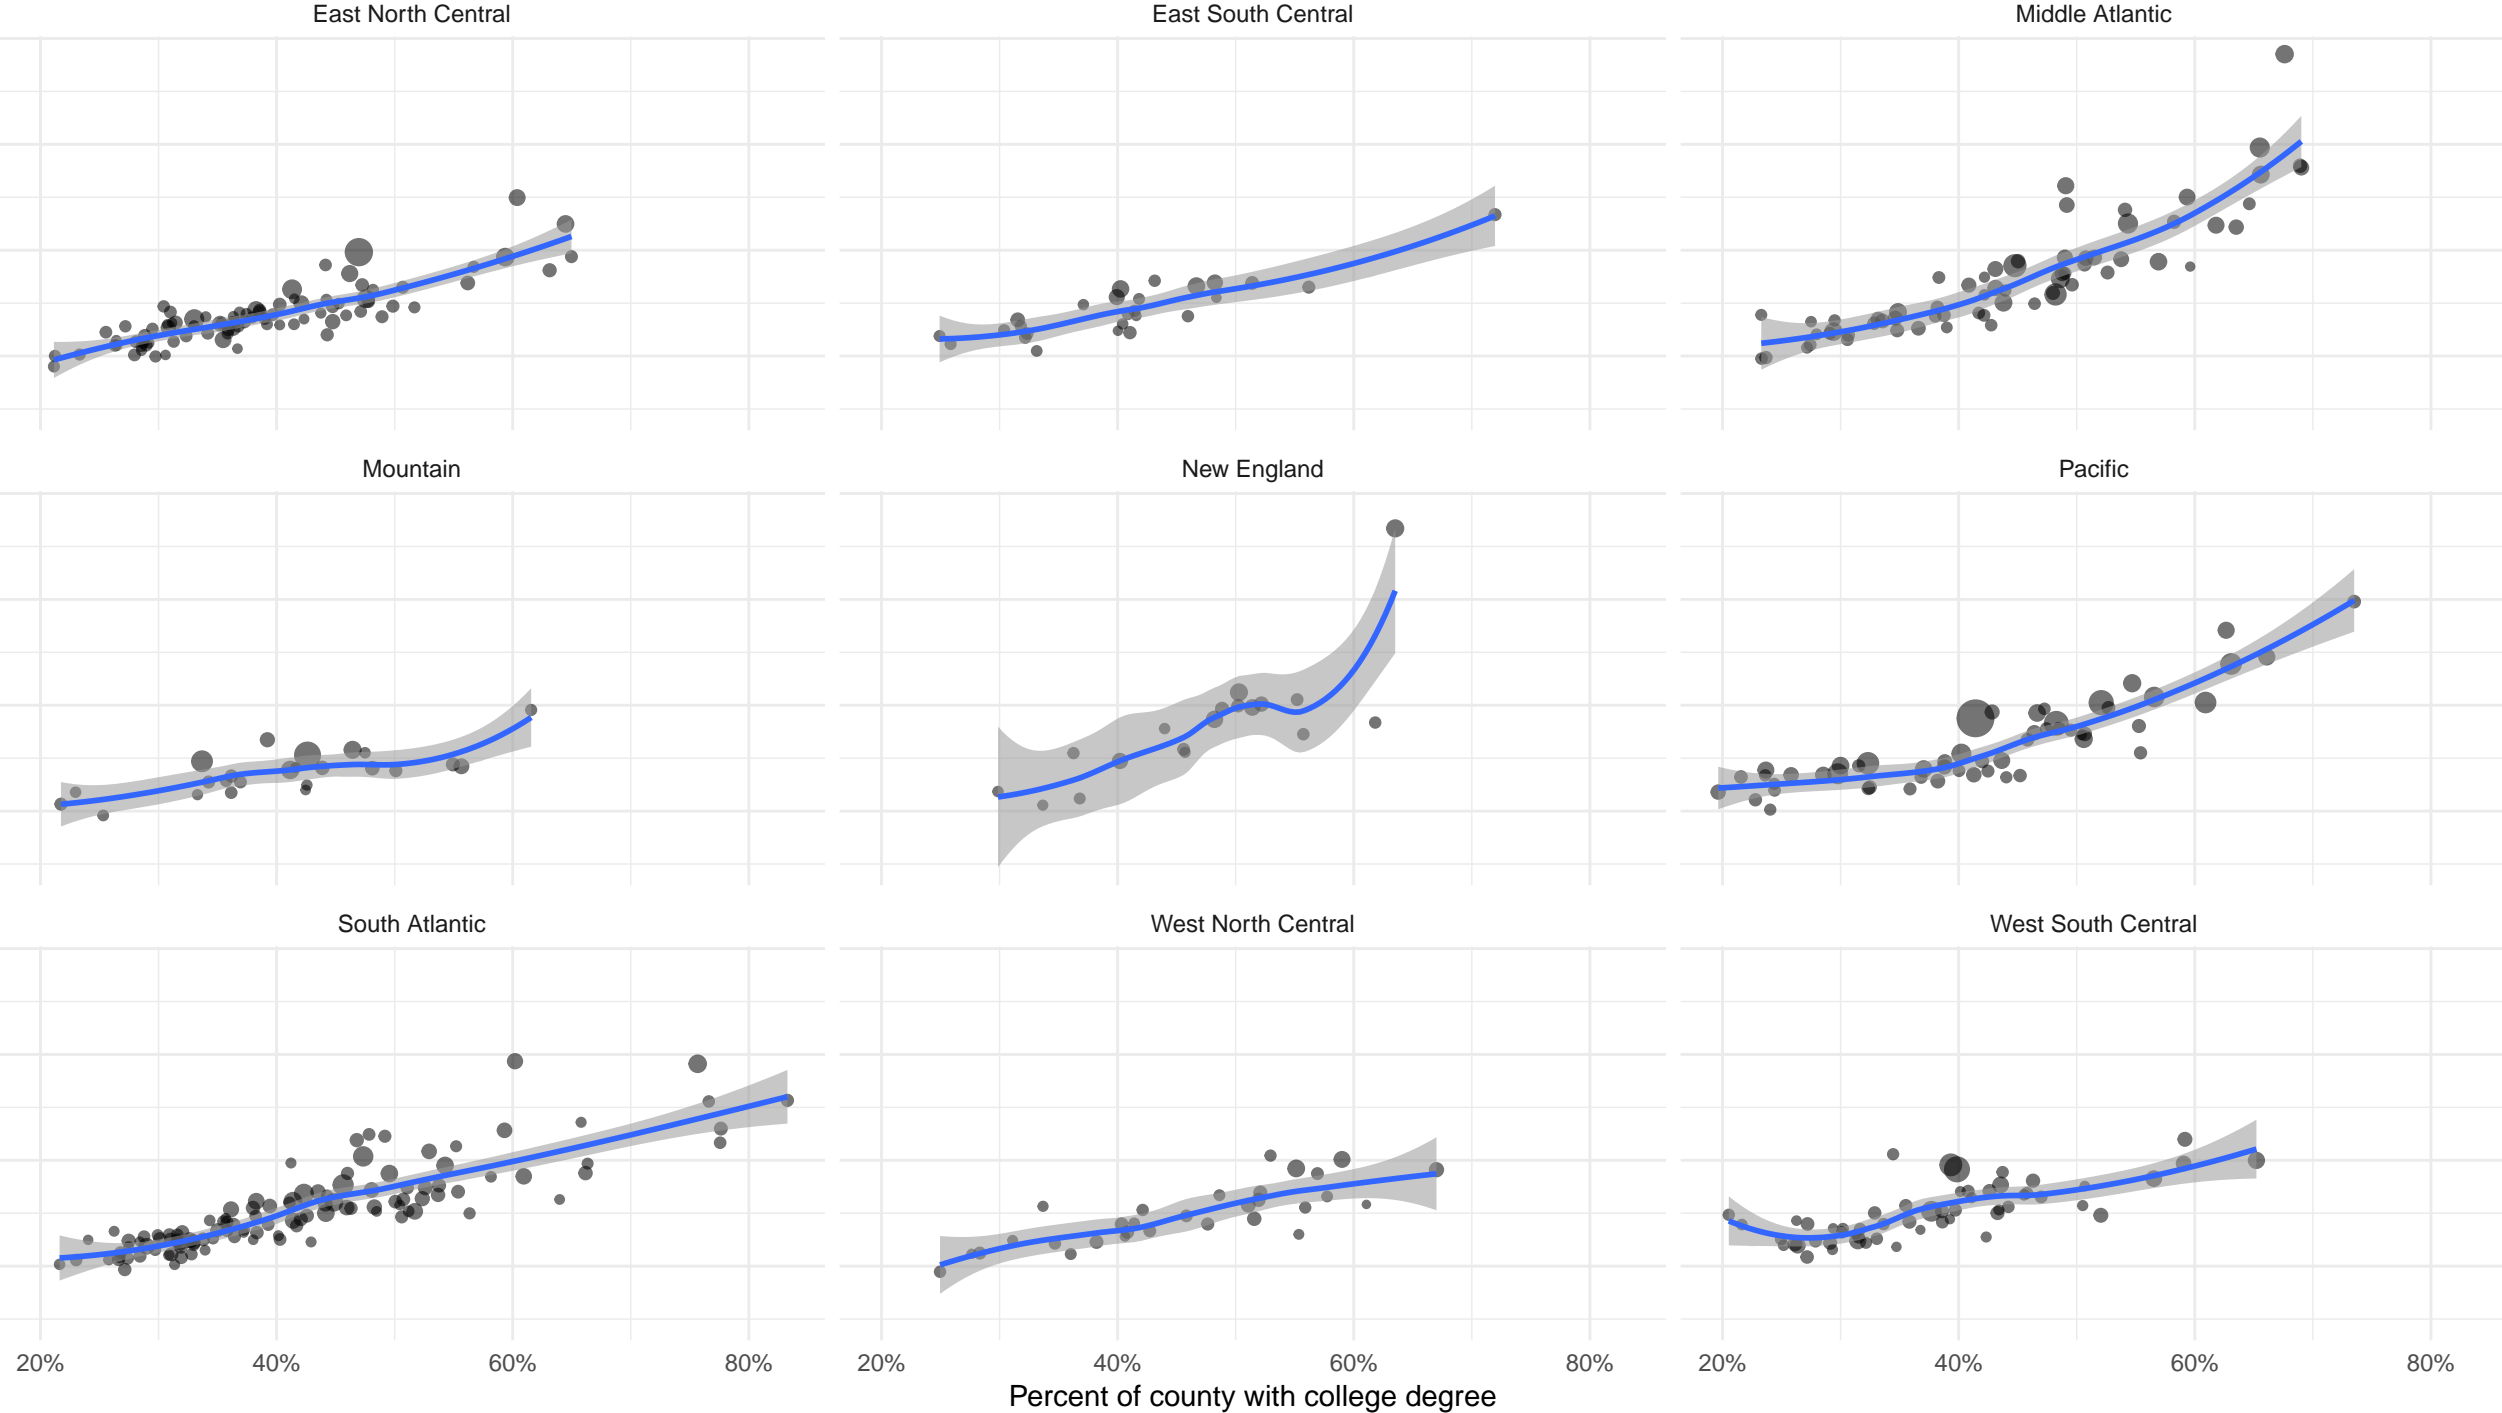 East North Central
East South Central
Middle Atlantic
Mountain
New England
Pacific
South Atlantic
West North Central
West South Central
20% 40% 60% 80% 20% 40% 60% 80% 20% 40% 60% 80%
Percent of county with college degree